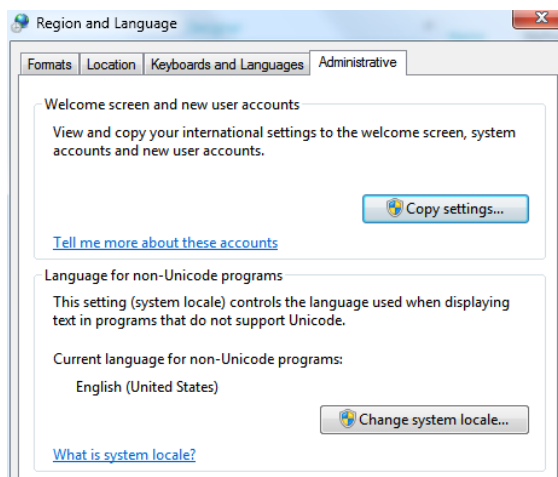 Region and Language
Formats Location Keyboards and Languages Administrative
Welcome screen and new user accounts
View and copy your international settings to the welcome screen, system
accounts and new user accounts.
Copy settings...
Tell me more about these accounts
Language for non-Unicode programs
This setting (system locale) controls the language used when displaying
text in programs that do not support Unicode.
Current language for non-Unicode programs:
English (United States)
Change system locale...
What is system locale?